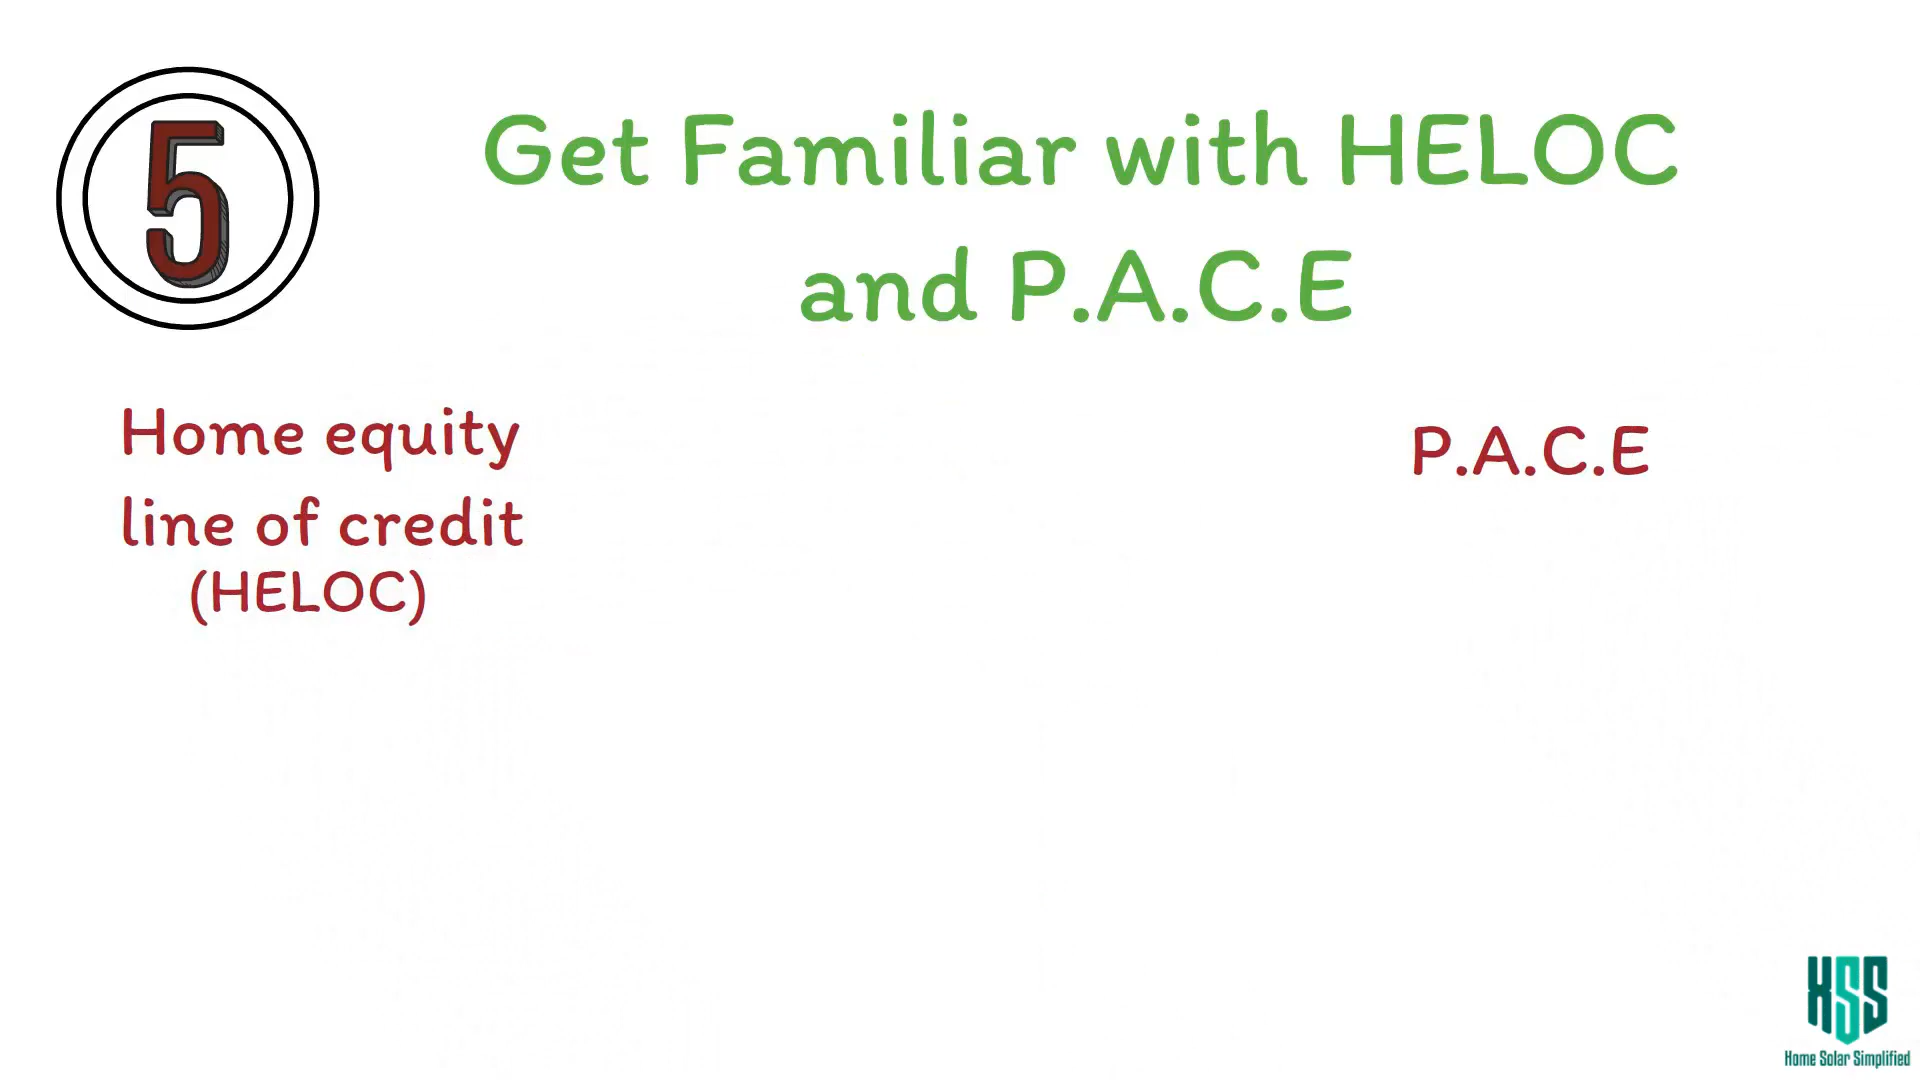 5
Get Familiar with HELOC
and P.A.C.E
Home equity
line of credit
(HELOC)
P.A.C.E
HSS
Home Solar Simplified